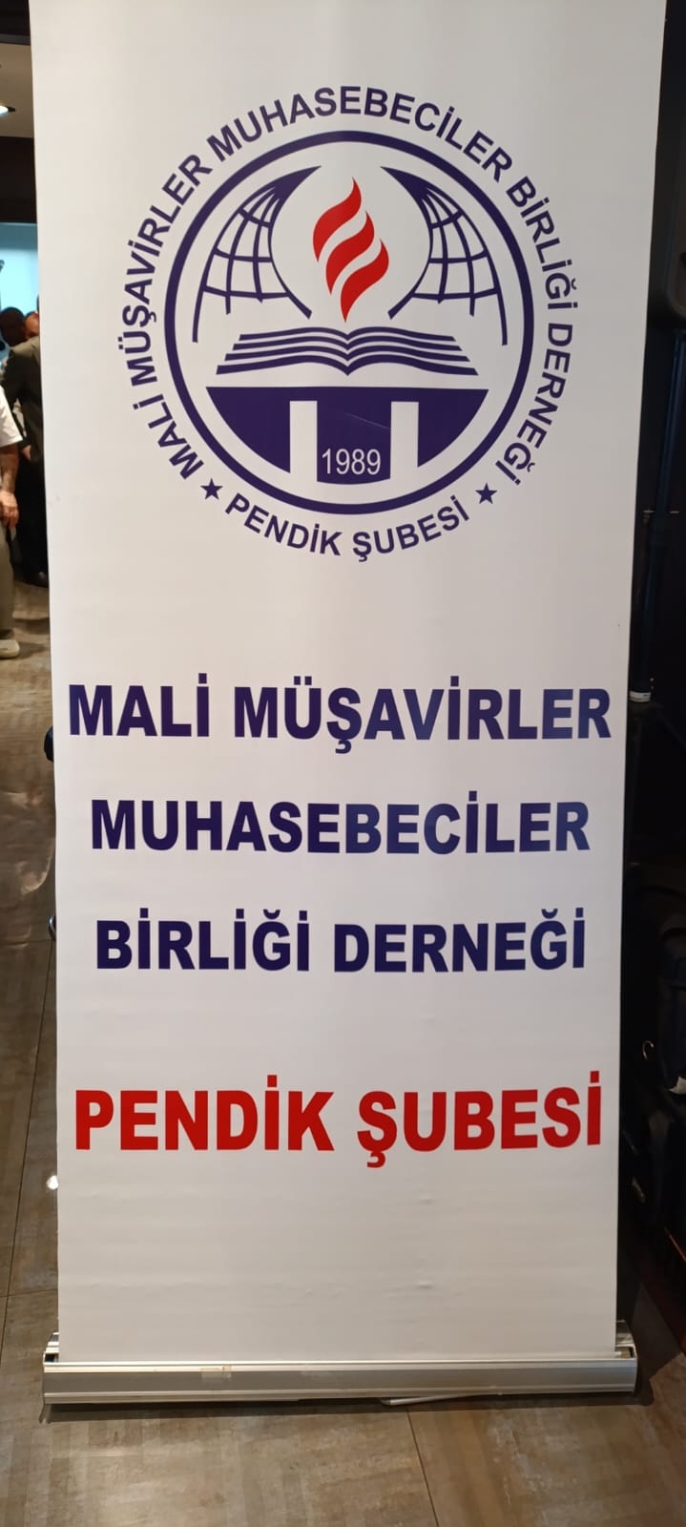 MALİ MÜŞAVİRLER MUHASEBECİLER BİRLİĞİ DERNEĞİ
1989
★ PENDİK ŞUBESİ ★
MALİ MÜŞAVİRLER
MUHASEBECİLER
BİRLİĞİ DERNEĞİ
PENDİK ŞUBESİ